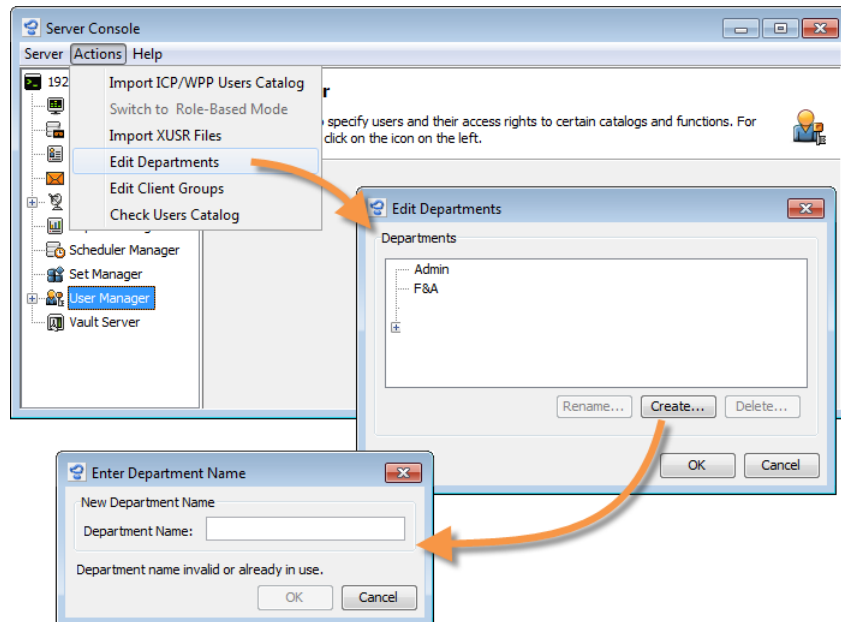 Server Console
Server Actions Help
192
Import ICP/WPP Users Catalog
Switch to Role-Based Mode
Import XUSR Files
Edit Departments
Edit Client Groups
Check Users Catalog
r
specify users and their access rights to certain catalogs and functions. For
click on the icon on the left.
Scheduler Manager
Set Manager
User Manager
Vault Server
Edit Departments
Departments
Admin
F&A
Rename... Create... Delete...
OK Cancel
Enter Department Name
New Department Name
Department Name:
Department name invalid or already in use.
OK Cancel